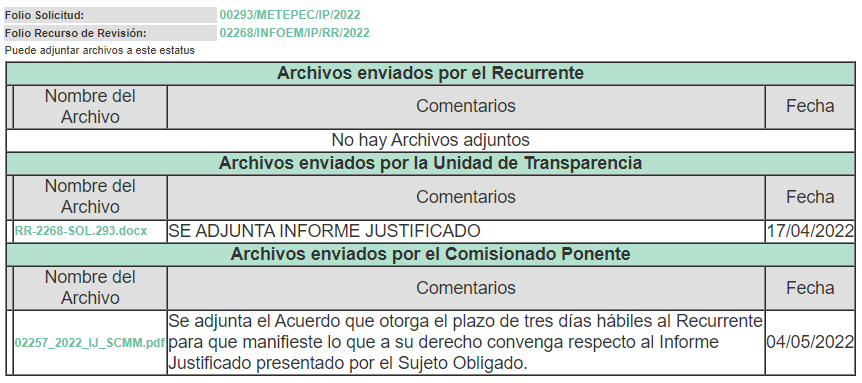 Folio Solicitud: 00293/METEPEC/IP/2022
Folio Recurso de Revisión: 02268/INFOEM/IP/RR/2022
Puede adjuntar archivos a este estatus
Archivos enviados por el Recurrente
Nombre del Archivo Comentarios Fecha
No hay Archivos adjuntos
Archivos enviados por la Unidad de Transparencia
Nombre del Archivo Comentarios Fecha
RR-2268-SOL.293.docx SE ADJUNTA INFORME JUSTIFICADO 17/04/2022
Archivos enviados por el Comisionado Ponente
Nombre del Archivo Comentarios Fecha
02257_2022_IJ_SCMM.pdf
Se adjunta el Acuerdo que otorga el plazo de tres días hábiles al Recurrente
para que manifieste lo que a su derecho convenga respecto al Informe
Justificado presentado por el Sujeto Obligado.
04/05/2022